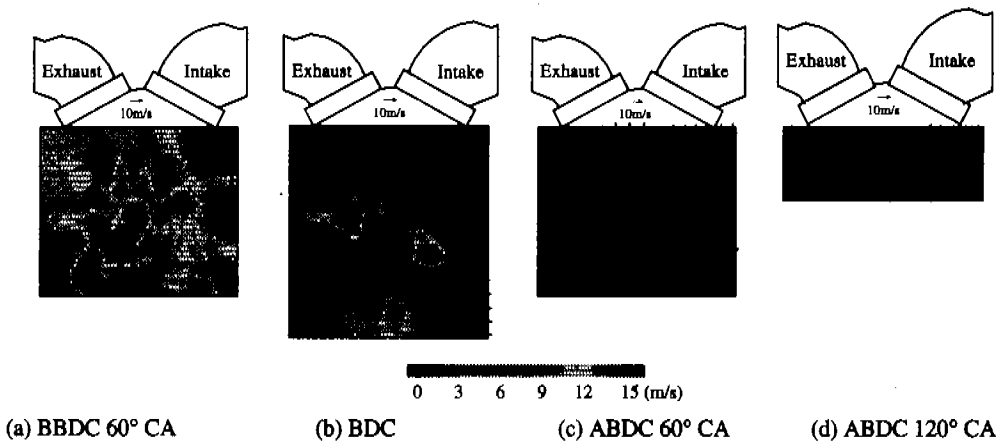 Exhaust Intake
10m/s
Exhaust Intake
10m/s
Exhaust Intake
10m/s
Exhaust Intake
10m/s
0 3 6 9 12 15 (m/s)
(a) BBDC 60° CA
(b) BDC
(c) ABDC 60° CA
(d) ABDC 120° CA